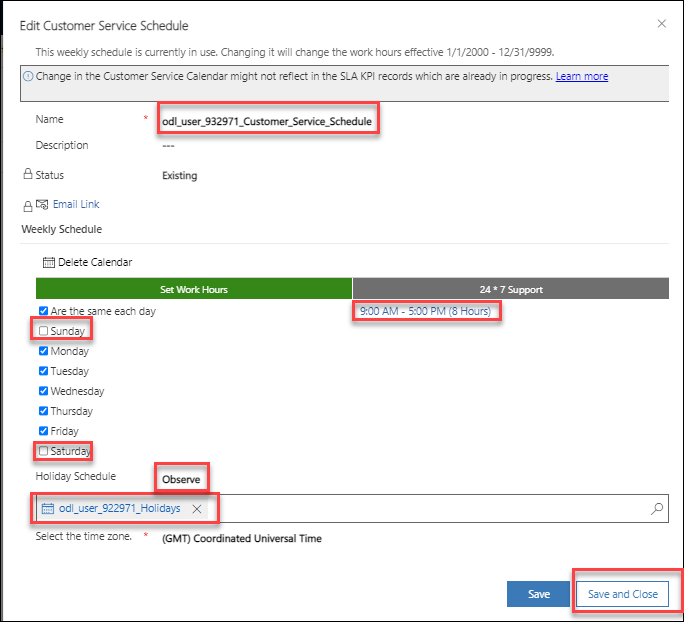 Edit Customer Service Schedule
This weekly schedule is currently in use. Changing it will change the work hours effective 1/1/2000 - 12/31/9999.
Change in the Customer Service Calendar might not reflect in the SLA KPI records which are already in progress. Learn more
Name * odl_user_932971_Customer_Service_Schedule
Description ---
Status Existing
Email Link
Weekly Schedule
Delete Calendar
Set Work Hours 24 * 7 Support
Are the same each day 9:00 AM - 5:00 PM (8 Hours)
Sunday
Monday
Tuesday
Wednesday
Thursday
Friday
Saturday
Holiday Schedule Observe
odl_user_922971_Holidays
Select the time zone. * (GMT) Coordinated Universal Time
Save Save and Close